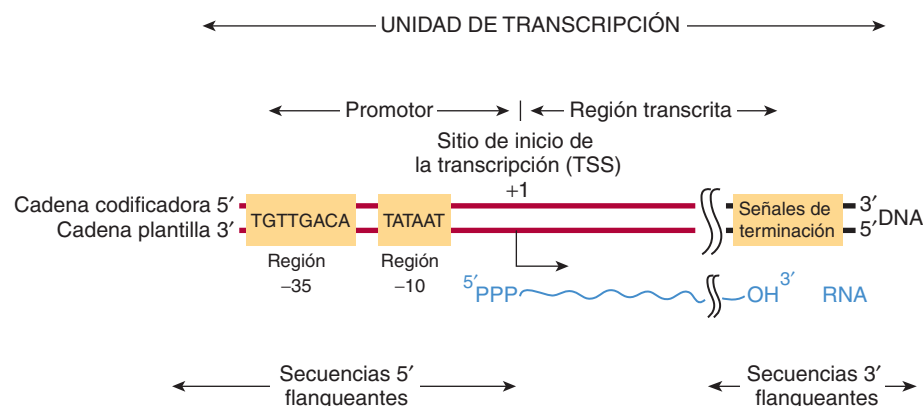 UNIDAD DE TRANSCRIPCIÓN
Promotor
Región transcrita
Sitio de inicio de
la transcripción (TSS)
+1
Cadena codificadora 5′
Cadena plantilla 3′
TGTTGACA
TATAAT
Señales de
terminación
3′
5′
DNA
Región
−35
Región
−10
5′PPP
OH3′
RNA
Secuencias 5′
flanqueantes
Secuencias 3′
flanqueantes